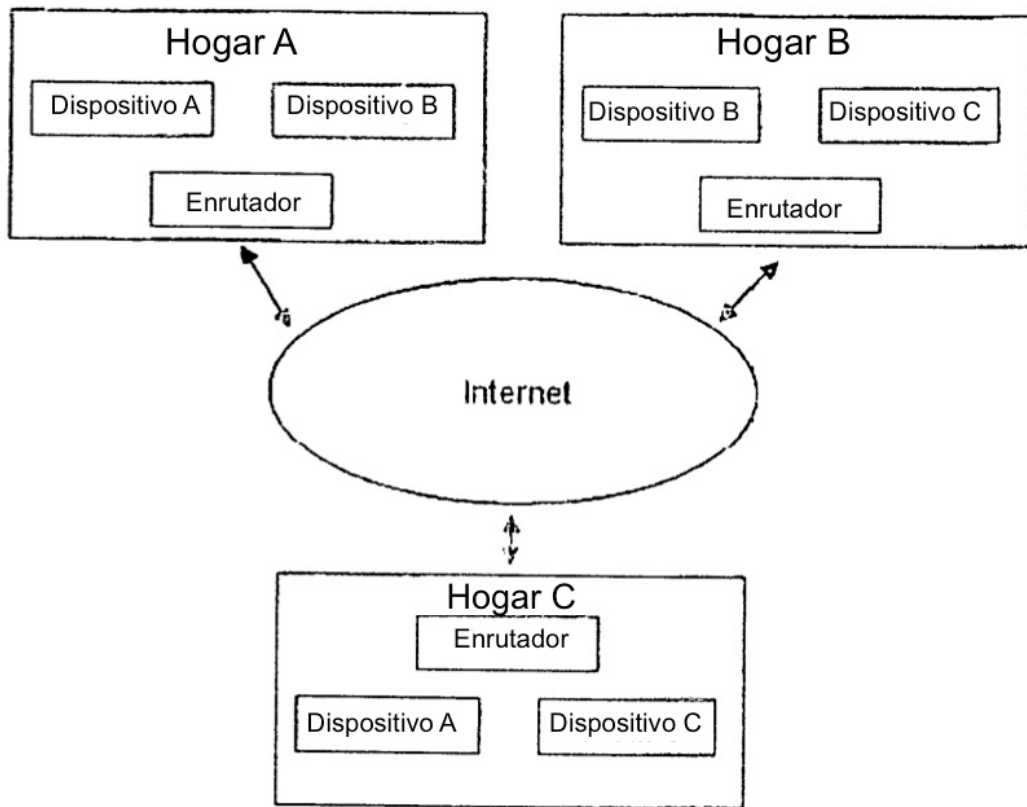 Hogar A
Dispositivo A
Dispositivo B
Enrutador
Hogar B
Dispositivo B
Dispositivo C
Enrutador
Internet
Hogar C
Enrutador
Dispositivo A
Dispositivo C